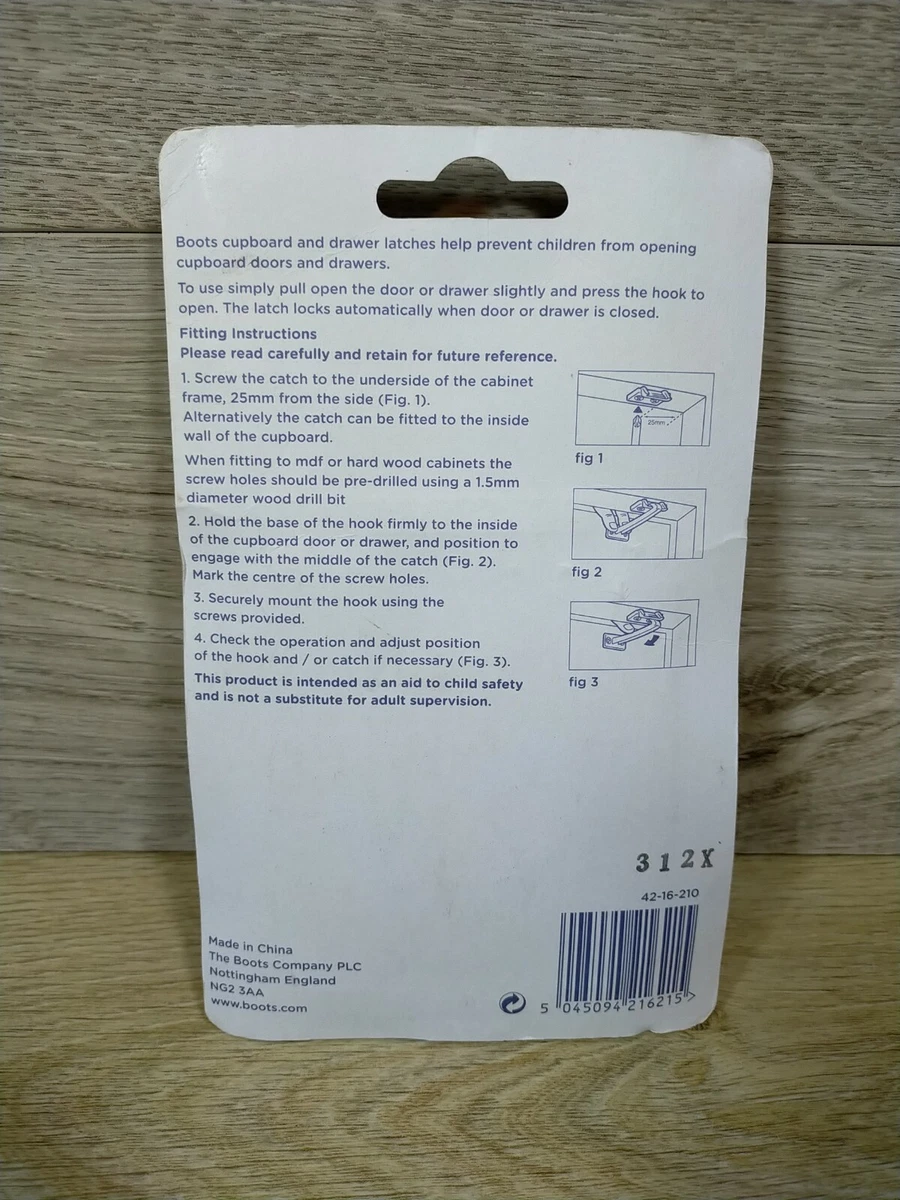 Boots cupboard and drawer latches help prevent children from opening
cupboard doors and drawers.
To use simply pull open the door or drawer slightly and press the hook to
open. The latch locks automatically when door or drawer is closed.
Fitting Instructions
Please read carefully and retain for future reference.
1. Screw the catch to the underside of the cabinet
frame, 25mm from the side (Fig. 1).
Alternatively the catch can be fitted to the inside
wall of the cupboard.
When fitting to mdf or hard wood cabinets the
screw holes should be pre-drilled using a 1.5mm
diameter wood drill bit
2. Hold the base of the hook firmly to the inside
of the cupboard door or drawer, and position to
engage with the middle of the catch (Fig. 2).
Mark the centre of the screw holes.
3. Securely mount the hook using the
screws provided.
4. Check the operation and adjust position
of the hook and / or catch if necessary (Fig. 3).
This product is intended as an aid to child safety
and is not a substitute for adult supervision.
25mm
fig 1
fig 2
fig 3
312X
42-16-210
Made in China
The Boots Company PLC
Nottingham England
NG2 3AA
www.boots.com
5 045094 216215 >